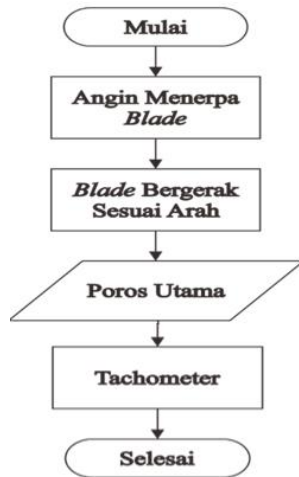 Mulai
Angin Menerpa
Blade
Blade Bergerak
Sesuai Arah
Poros Utama
Tachometer
Selesai